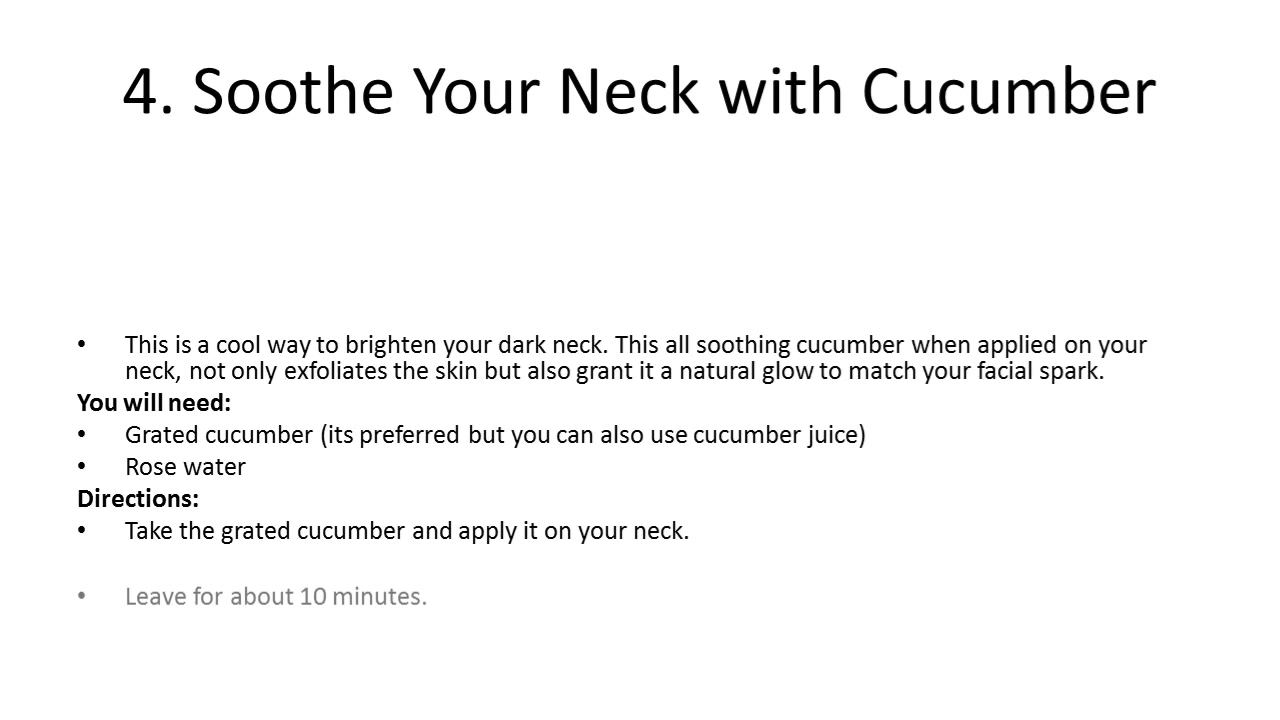 4. Soothe Your Neck with Cucumber
• This is a cool way to brighten your dark neck. This all soothing cucumber when applied on your
neck, not only exfoliates the skin but also grant it a natural glow to match your facial spark.
You will need:
• Grated cucumber (its preferred but you can also use cucumber juice)
• Rose water
Directions:
• Take the grated cucumber and apply it on your neck.
• Leave for about 10 minutes.